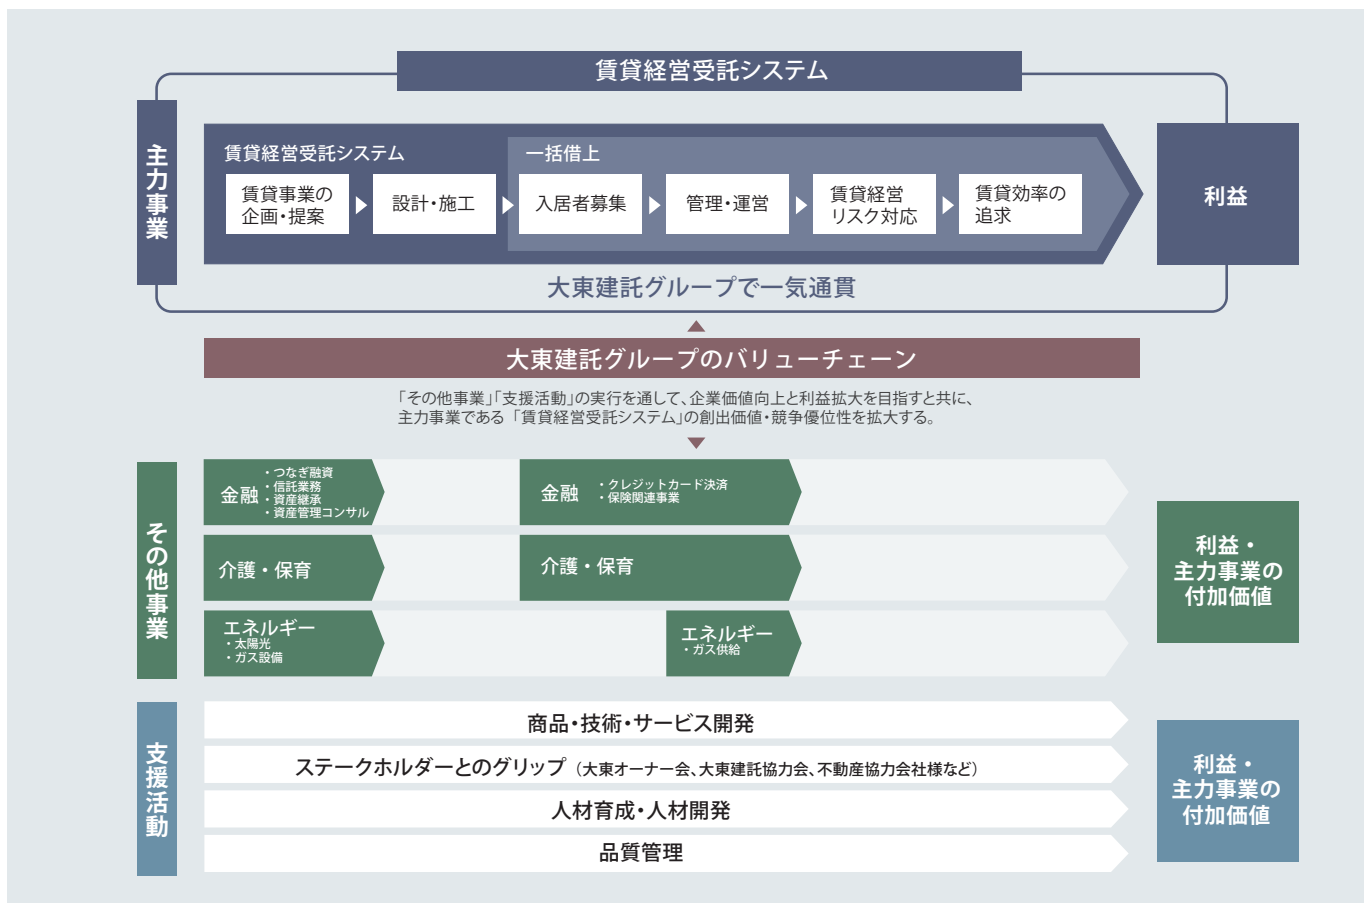 賃貸経営受託システム
主力事業
賃貸経営受託システム
一括借上
賃貸事業の
企画・提案
設計・施工
入居者募集
管理・運営
賃貸経営
リスク対応
賃貸効率の
追求
利益
大東建託グループで一気通貫
大東建託グループのバリューチェーン
「その他事業」「支援活動」の実行を通して、企業価値向上と利益拡大を目指すと共に、
主力事業である「賃貸経営受託システム」の創出価値・競争優位性を拡大する。
その他事業
金融
・つなぎ融資
・信託業務
・資産継承
・資産管理コンサル
金融
・クレジットカード決済
・保険関連事業
介護・保育
介護・保育
エネルギー
・太陽光
・ガス設備
エネルギー
・ガス供給
利益・
主力事業の
付加価値
支援活動
商品・技術・サービス開発
ステークホルダーとのグリップ（大東オーナー会、大東建託協力会、不動産協力会社様など）
人材育成・人材開発
品質管理
利益・
主力事業の
付加価値